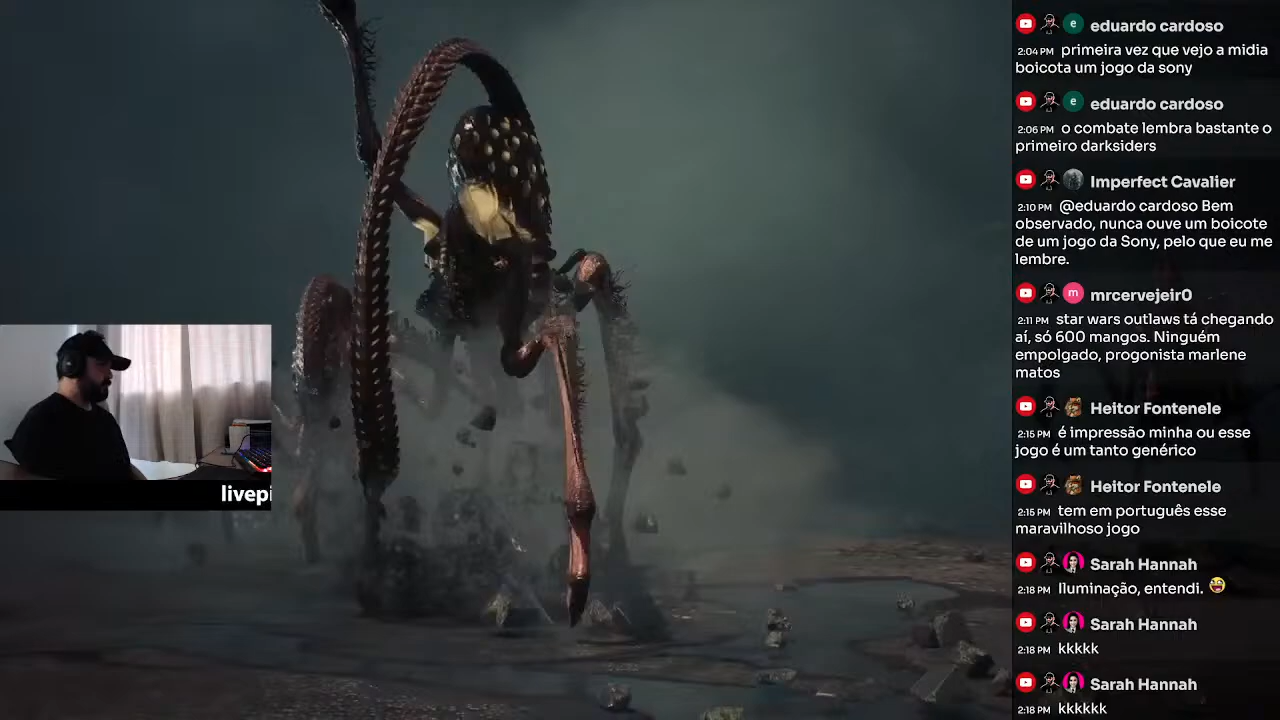 eduardo cardoso
2:04 PM primeira vez que vejo a midia
boicota um jogo da sony
e
eduardo cardoso
2:06 PM o combate lembra bastante o
primeiro darksiders
e
Imperfect Cavalier
2:10 PM @eduardo cardoso Bem
observado, nunca ouve um boicote
de um jogo da Sony, pelo que eu me
lembre.
m
mrcervejeir0
2:11 PM star wars outlaws tá chegando
aí, só 600 mangos. Ninguém
empolgado, progonista marlene
matos
Heitor Fontenele
2:15 PM é impressão minha ou esse
jogo é um tanto genérico
Heitor Fontenele
2:15 PM tem em português esse
maravilhoso jogo
Sarah Hannah
2:18 PM Iluminação, entendi.
Sarah Hannah
2:18 PM kkkkk
Sarah Hannah
2:18 PM kkkkkk
livepi